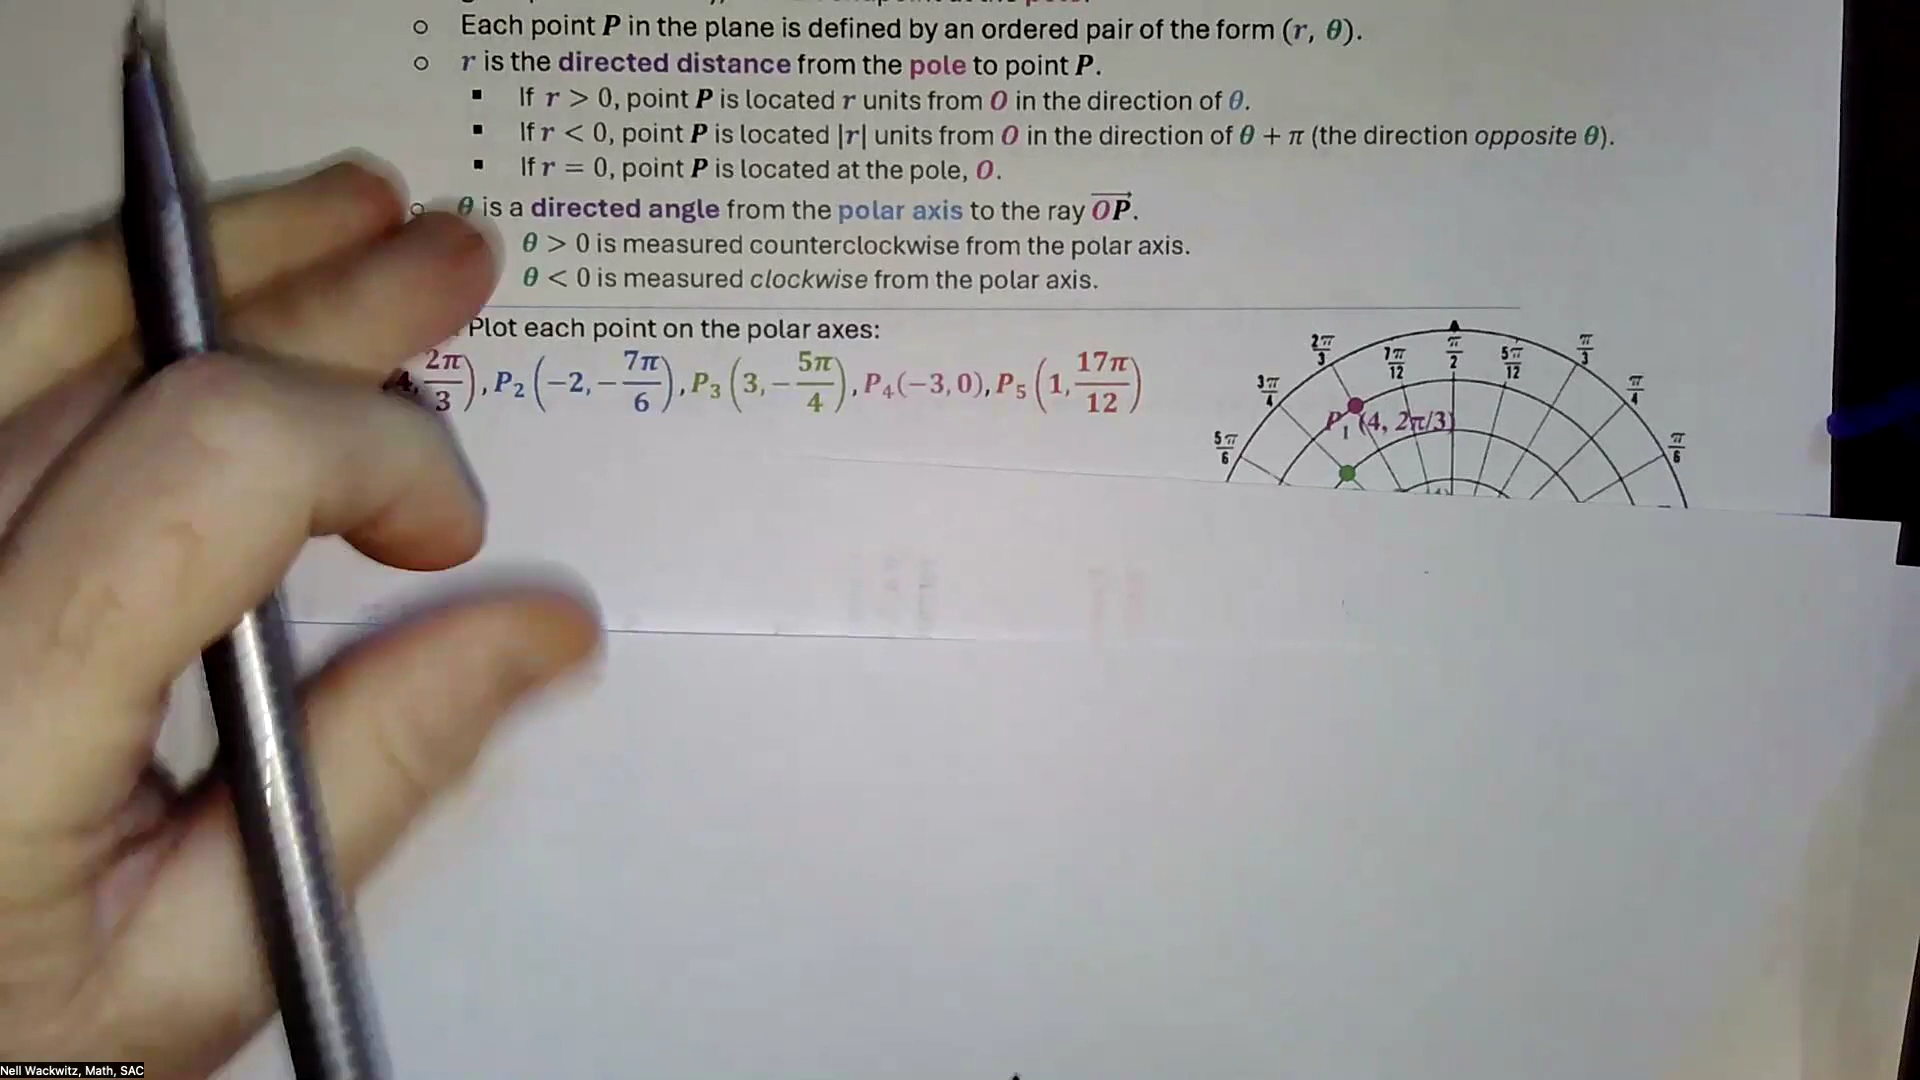 Each point P in the plane is defined by an ordered pair of the form (r, θ).
r is the directed distance from the pole to point P.
If r > 0, point P is located r units from O in the direction of θ.
If r < 0, point P is located |r| units from O in the direction of θ + π (the direction opposite θ).
If r = 0, point P is located at the pole, O.
θ is a directed angle from the polar axis to the ray OP.
θ > 0 is measured counterclockwise from the polar axis.
θ < 0 is measured clockwise from the polar axis.
Plot each point on the polar axes:
4, 2π/3), P₂(−2, −7π/6), P₃(3, −5π/4), P₄(−3, 0), P₅(1, 17π/12)
2π/3 7π/12 π/2 5π/12 π/3
3π/4 π/4
P₁ (4, 2π/3)
5π/6 π/6
Nell Wackwitz, Math, SAC